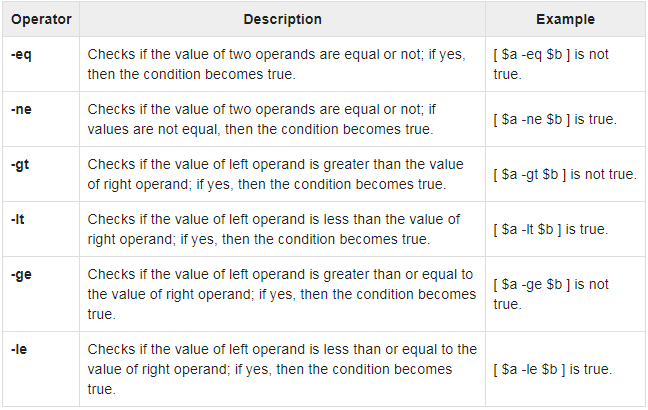 Operator Description Example
-eq Checks if the value of two operands are equal or not; if yes, [ $a -eq $b ] is not
then the condition becomes true. true.
-ne Checks if the value of two operands are equal or not; if
values are not equal, then the condition becomes true. [ $a -ne $b ] is true.
-gt Checks if the value of left operand is greater than the value
of right operand; if yes, then the condition becomes true. [ $a -gt $b ] is not true.
-lt Checks if the value of left operand is less than the value of
right operand; if yes, then the condition becomes true. [ $a -lt $b ] is true.
-ge Checks if the value of left operand is greater than or equal to
the value of right operand; if yes, then the condition becomes [ $a -ge $b ] is not
true. true.
-le Checks if the value of left operand is less than or equal to the
value of right operand; if yes, then the condition becomes [ $a -le $b ] is true.
true.